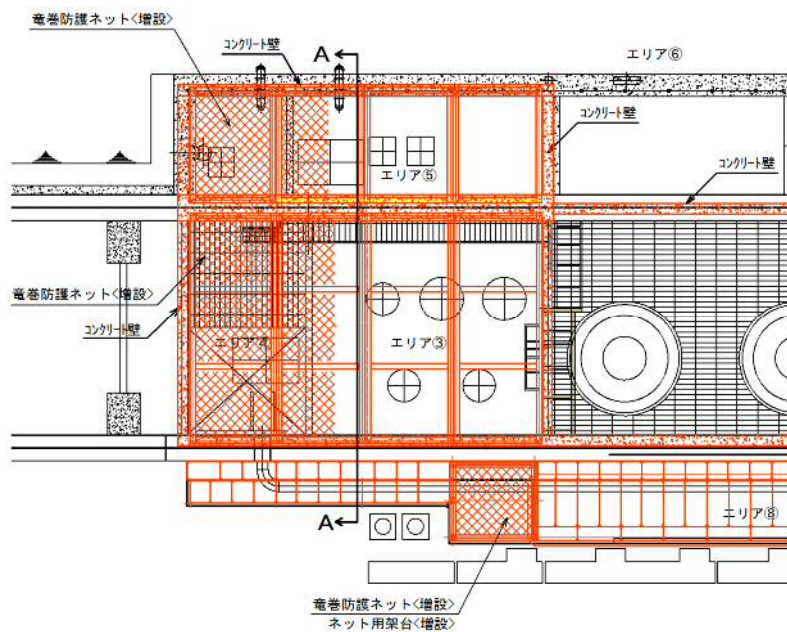 竜巻防護ネット<増設>
A
コンクリート壁
エリア⑥
コンクリート壁
エリア⑤
コンクリート壁
竜巻防護ネット<増設>
コンクリート壁
エリア④
エリア③
A
エリア⑧
竜巻防護ネット<増設>
ネット用架台<増設>